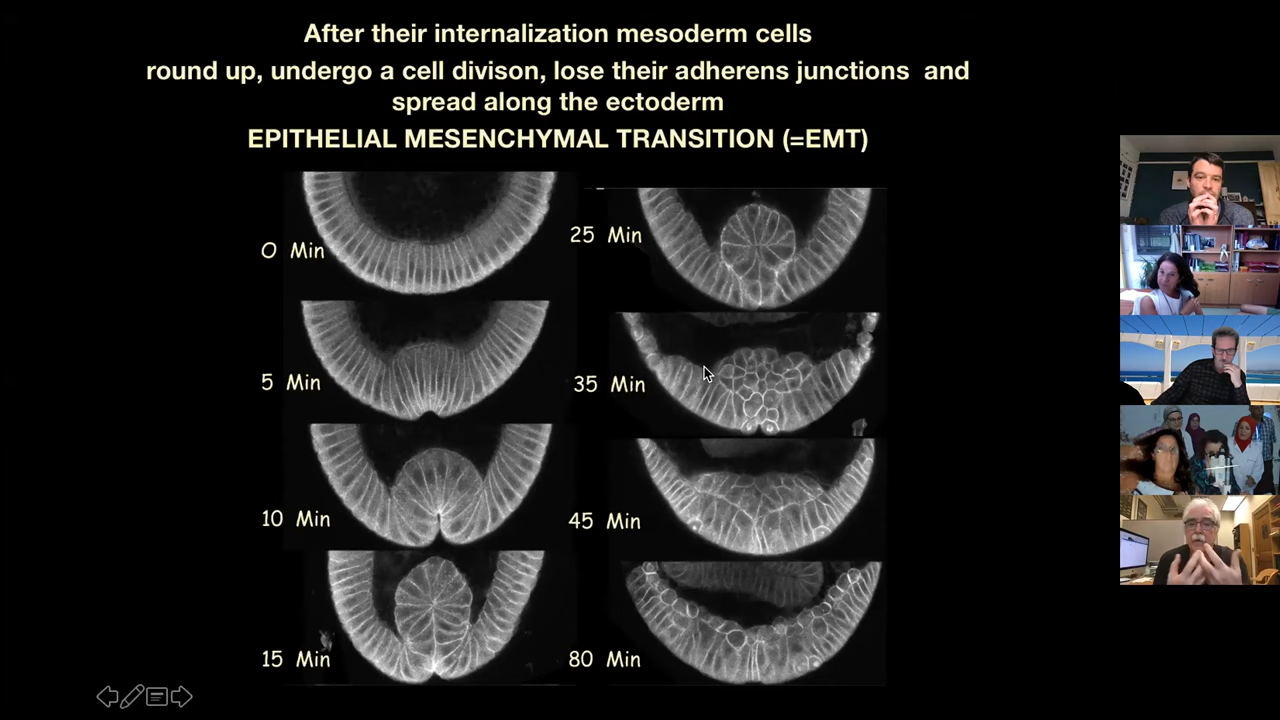 After their internalization mesoderm cells
round up, undergo a cell divison, lose their adherens junctions and
spread along the ectoderm
EPITHELIAL MESENCHYMAL TRANSITION (=EMT)
0 Min
5 Min
10 Min
15 Min
25 Min
35 Min
45 Min
80 Min